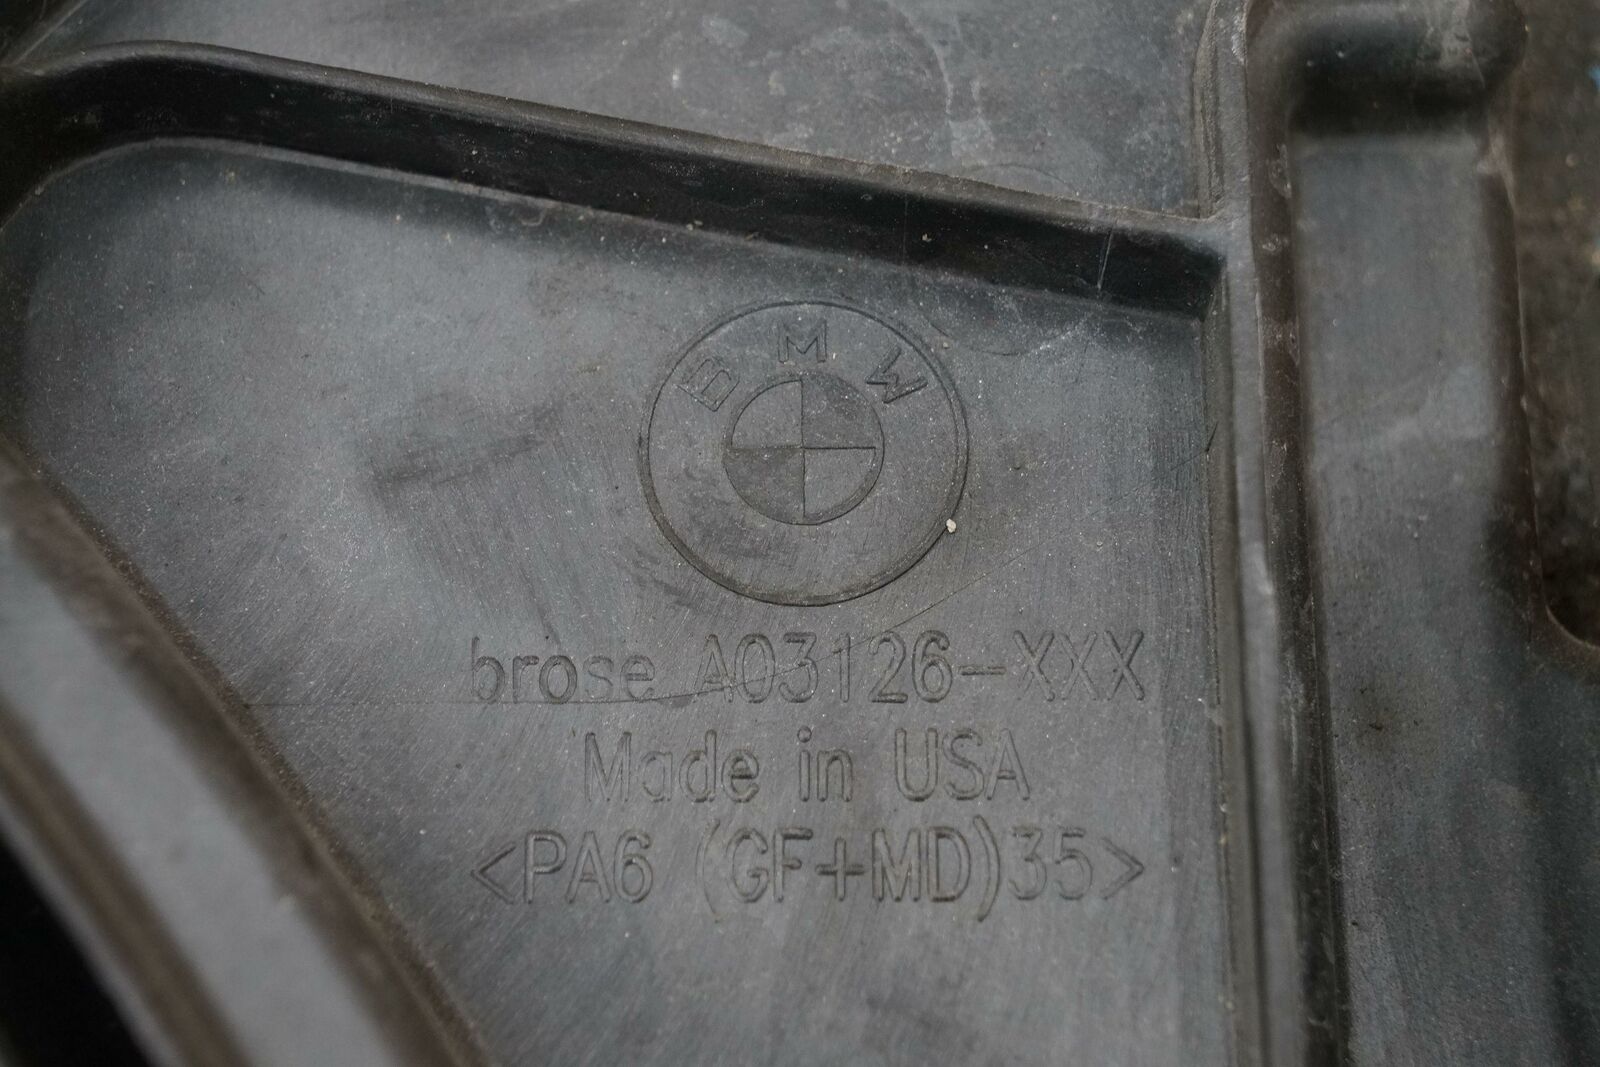 BMW
brose A03126-XXX
Made in USA
<PA6 (GF+MD)35>